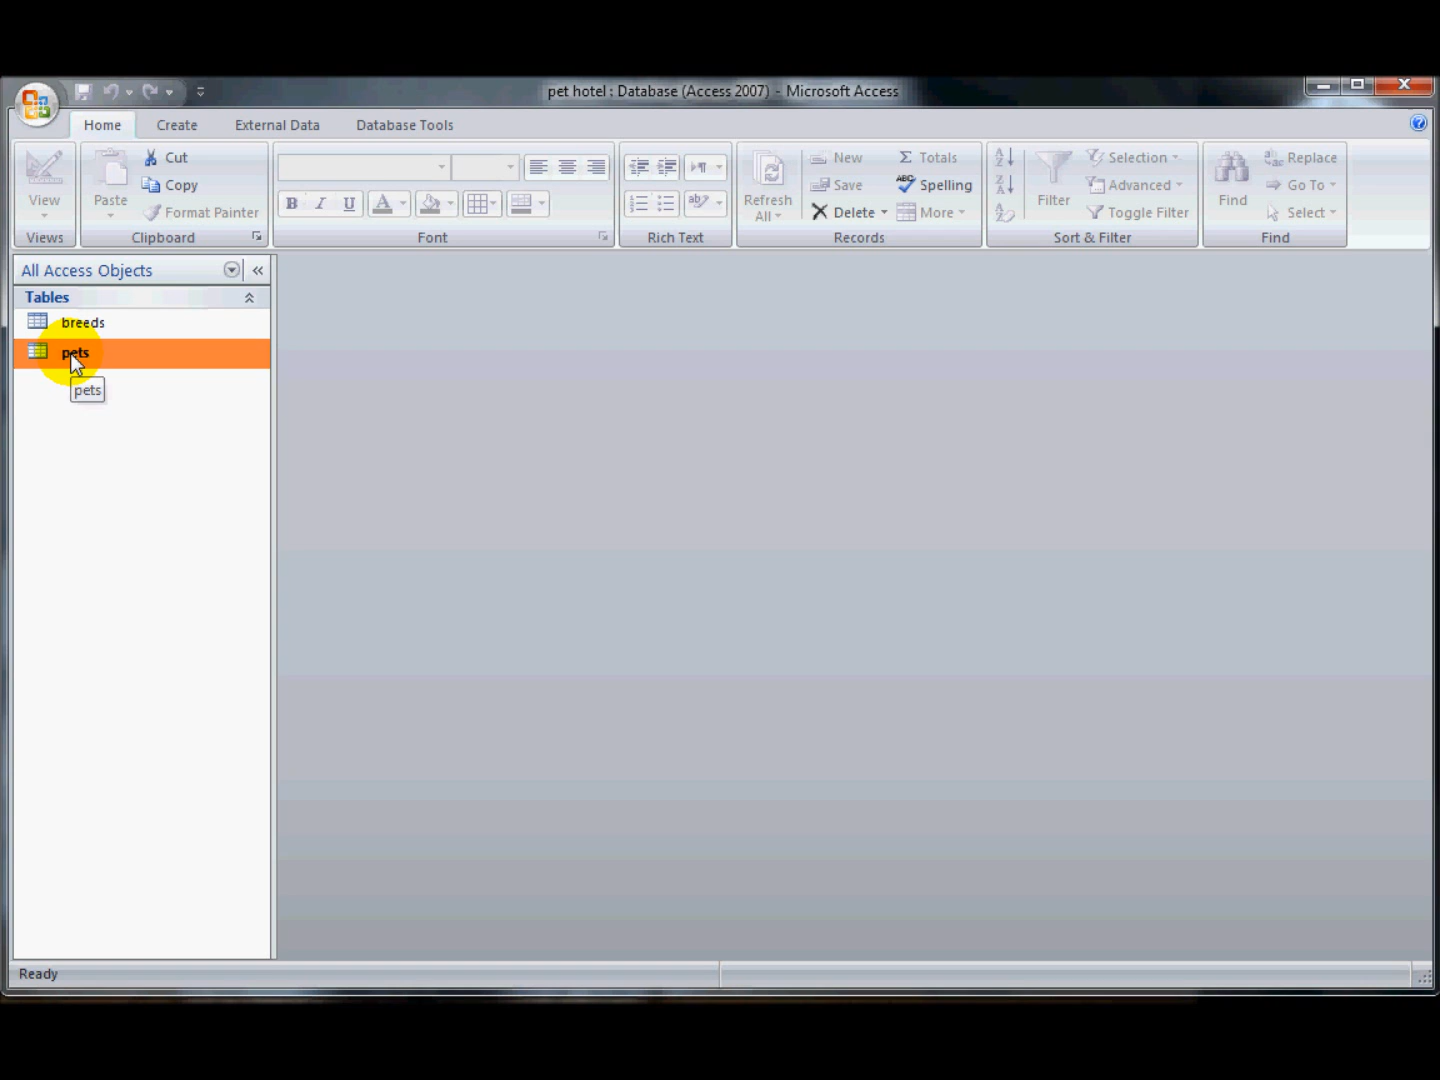 pet hotel : Database (Access 2007) - Microsoft Access
Home Create External Data Database Tools
View
Views
Paste
Cut
Copy
Format Painter
Clipboard
B I U A
Font
ab
Rich Text
Refresh
All
New
Save
Delete
Σ Totals
ABC Spelling
More
Records
Filter
Selection
Advanced
Toggle Filter
Sort & Filter
Find
Replace
Go To
Select
Find
All Access Objects
Tables
breeds
pets
pets
Ready